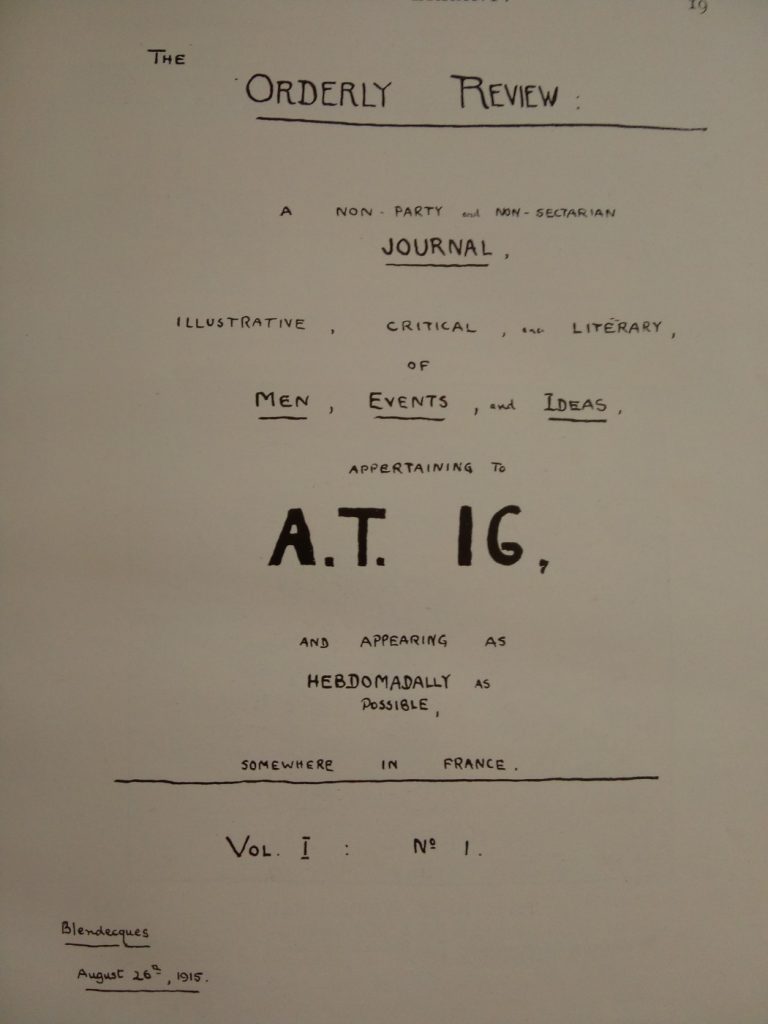 19
THE
ORDERLY REVIEW :
A NON-PARTY and NON-SECTARIAN
JOURNAL,
ILLUSTRATIVE, CRITICAL, and LITERARY,
OF
MEN, EVENTS, and IDEAS,
APPERTAINING TO
A.T. 16,
AND APPEARING AS
HEBDOMADALLY AS
POSSIBLE,
SOMEWHERE IN FRANCE.
VOL. I : Nº 1.
Blendecques
August 26th, 1915.